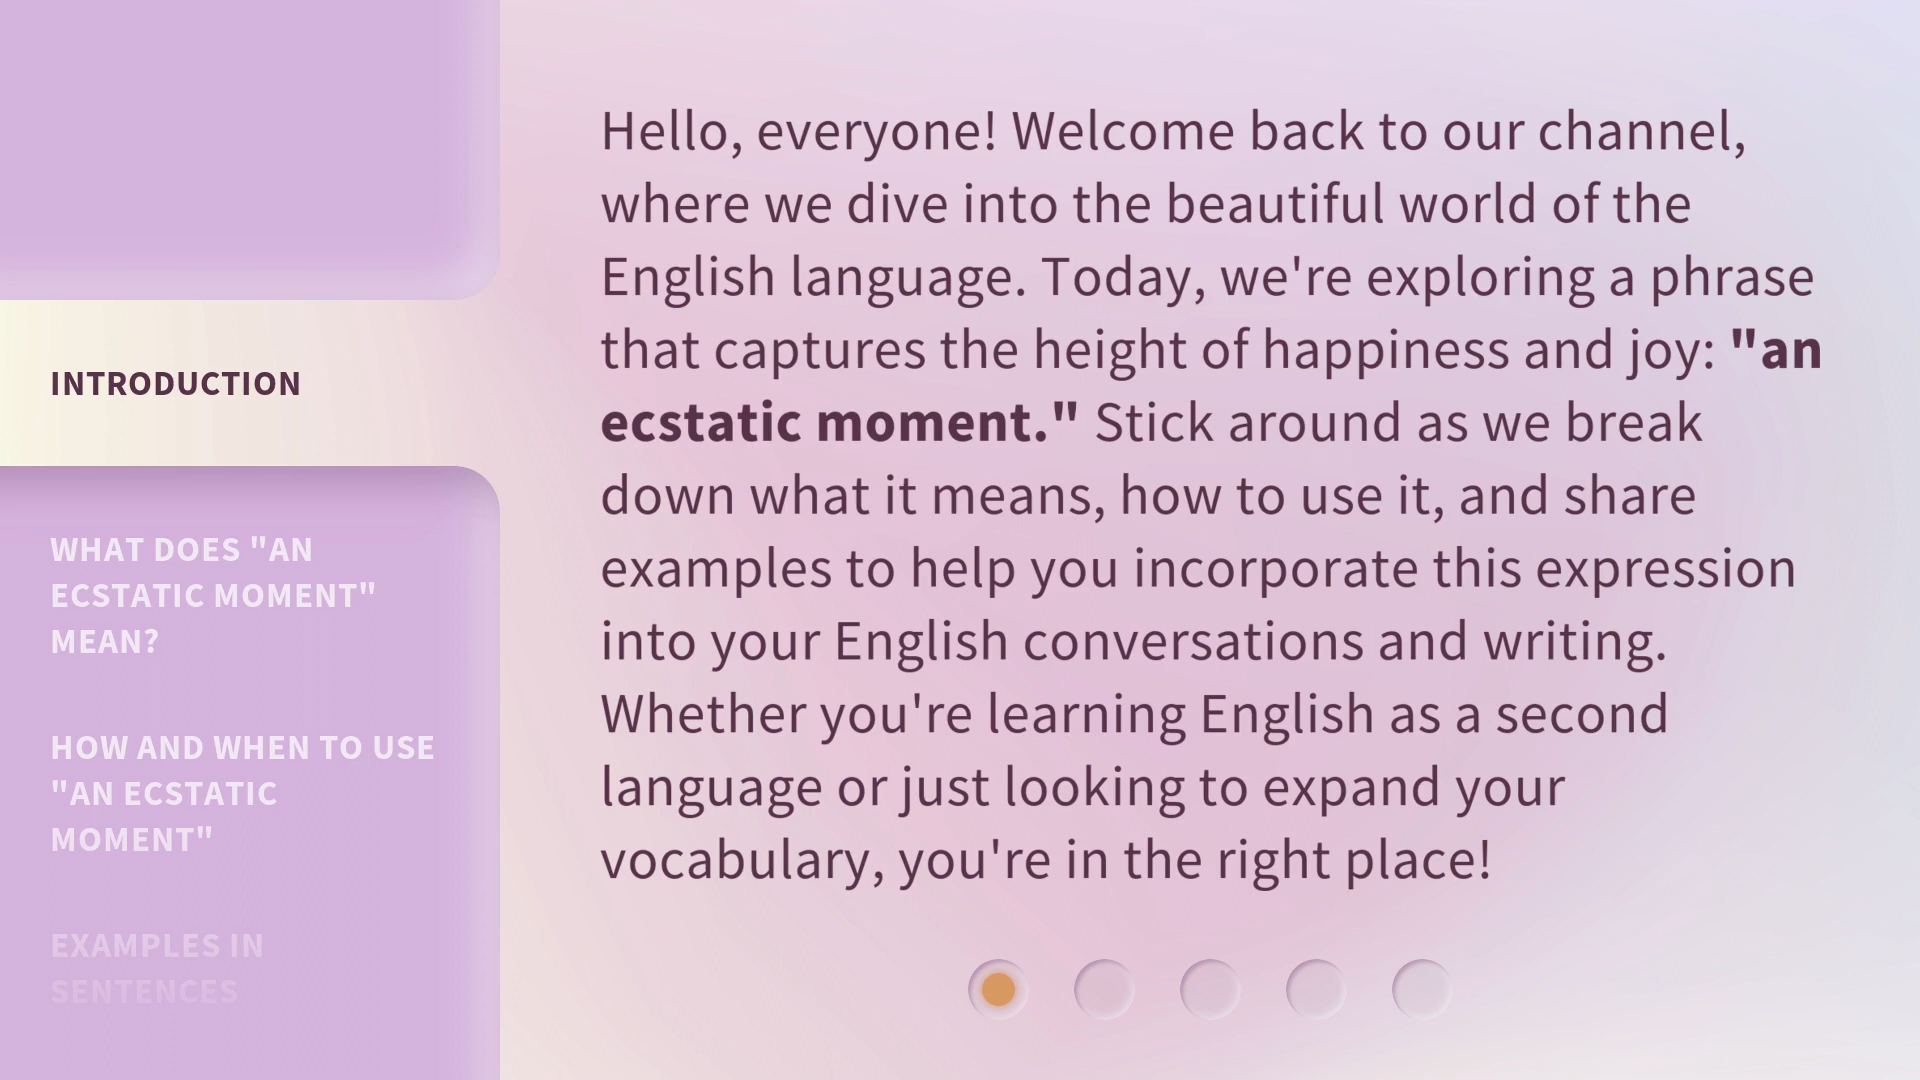 INTRODUCTION
WHAT DOES "AN
ECSTATIC MOMENT"
MEAN?
HOW AND WHEN TO USE
"AN ECSTATIC
MOMENT"
EXAMPLES IN
SENTENCES
Hello, everyone! Welcome back to our channel,
where we dive into the beautiful world of the
English language. Today, we're exploring a phrase
that captures the height of happiness and joy: "an
ecstatic moment." Stick around as we break
down what it means, how to use it, and share
examples to help you incorporate this expression
into your English conversations and writing.
Whether you're learning English as a second
language or just looking to expand your
vocabulary, you're in the right place!